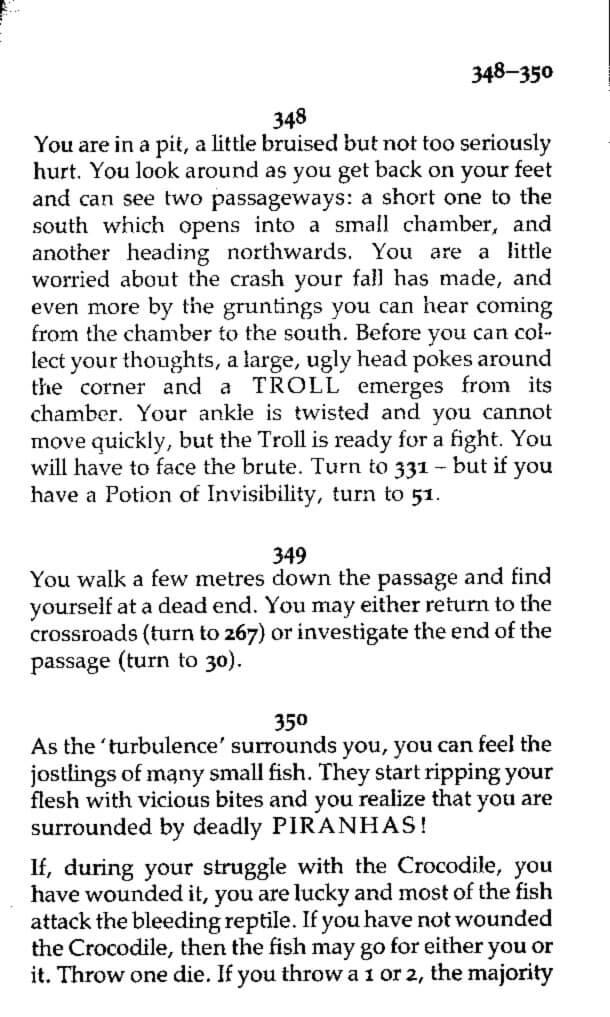 348–350
348
You are in a pit, a little bruised but not too seriously
hurt. You look around as you get back on your feet
and can see two passageways: a short one to the
south which opens into a small chamber, and
another heading northwards. You are a little
worried about the crash your fall has made, and
even more by the gruntings you can hear coming
from the chamber to the south. Before you can col-
lect your thoughts, a large, ugly head pokes around
the corner and a TROLL emerges from its
chamber. Your ankle is twisted and you cannot
move quickly, but the Troll is ready for a fight. You
will have to face the brute. Turn to 331 – but if you
have a Potion of Invisibility, turn to 51.
349
You walk a few metres down the passage and find
yourself at a dead end. You may either return to the
crossroads (turn to 267) or investigate the end of the
passage (turn to 30).
350
As the ‘turbulence’ surrounds you, you can feel the
jostlings of many small fish. They start ripping your
flesh with vicious bites and you realize that you are
surrounded by deadly PIRANHAS!
If, during your struggle with the Crocodile, you
have wounded it, you are lucky and most of the fish
attack the bleeding reptile. If you have not wounded
the Crocodile, then the fish may go for either you or
it. Throw one die. If you throw a 1 or 2, the majority